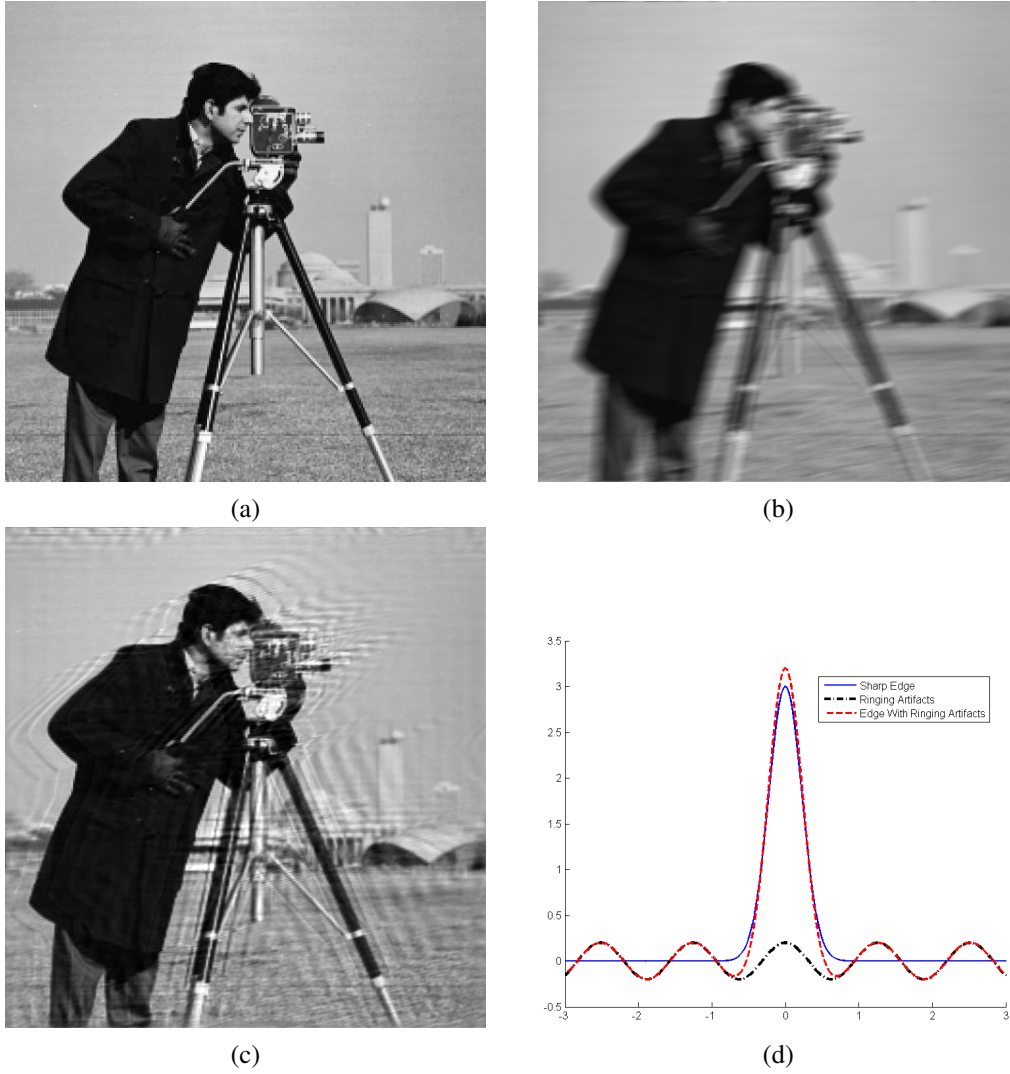 (a)
(b)
3.5
3
2.5
2
1.5
1
0.5
0
-0.5
-3
-2
-1
0
1
2
3
Sharp Edge
Ringing Artifacts
Edge With Ringing Artifacts
(c)
(d)